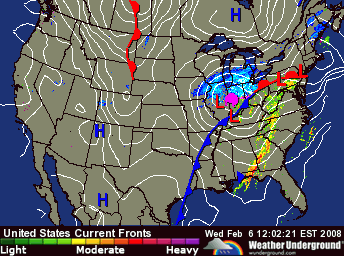 H
L
L
L
L
H
H
United States Current Fronts
Wed Feb 6 12:02:21 EST 2008
Light
Moderate
Heavy
Weather Underground
wunderground.com